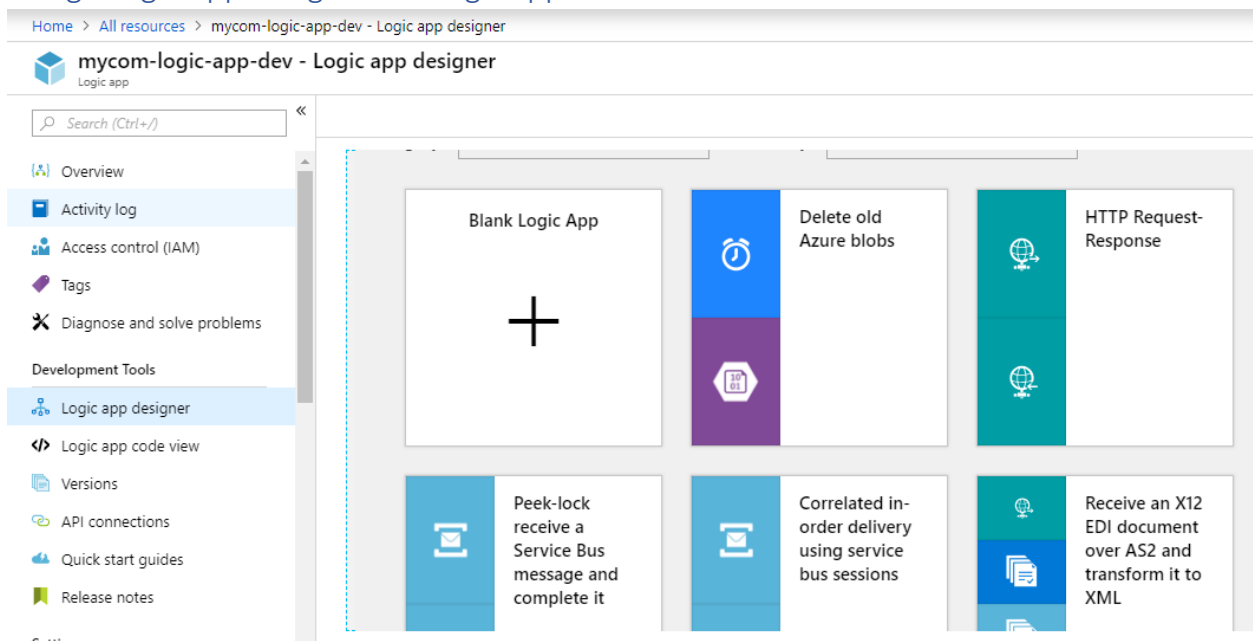 Home > All resources > mycom-logic-app-dev - Logic app designer
mycom-logic-app-dev - Logic app designer
Logic app
Search (Ctrl+/)
«
Overview
Activity log
Access control (IAM)
Tags
Diagnose and solve problems
Development Tools
Logic app designer
Logic app code view
Versions
API connections
Quick start guides
Release notes
Blank Logic App
Delete old
Azure blobs
10
01
HTTP Request-
Response
Peek-lock
receive a
Service Bus
message and
complete it
Correlated in-
order delivery
using service
bus sessions
Receive an X12
EDI document
over AS2 and
transform it to
XML